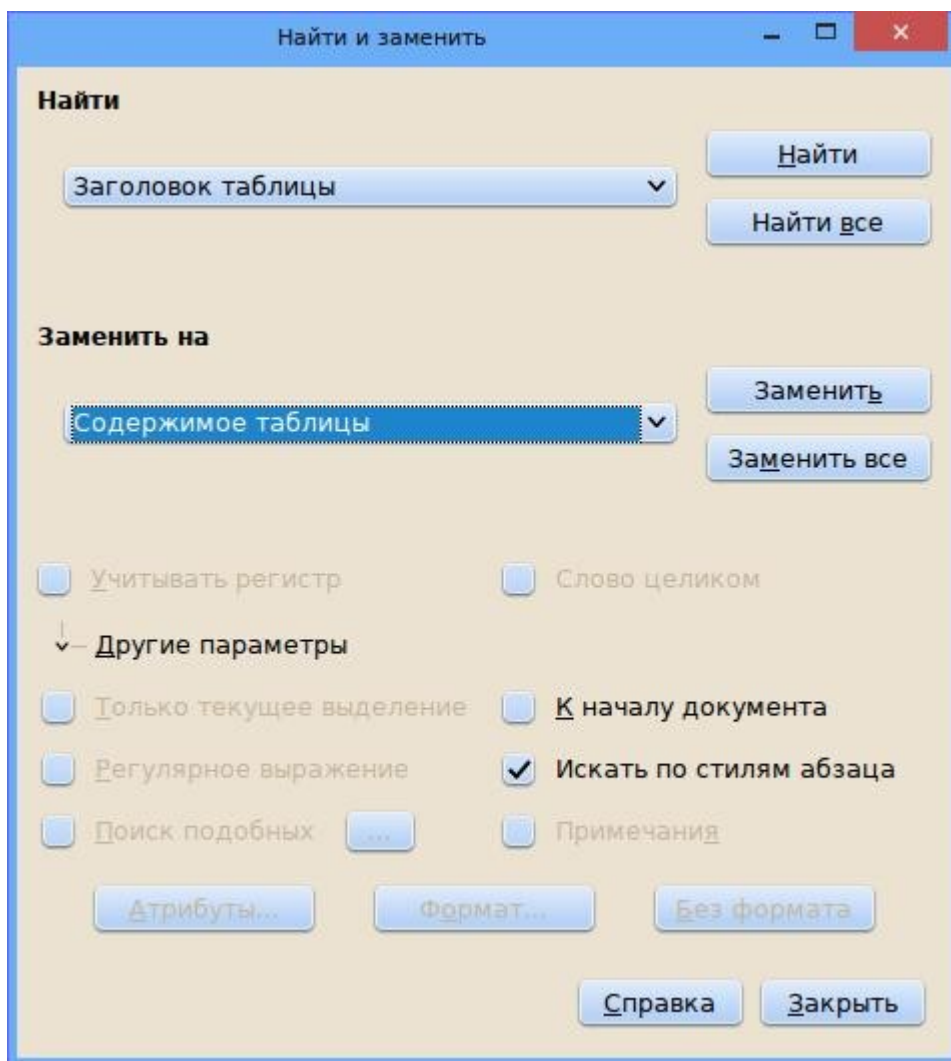 Найти и заменить
Найти
Найти
Заголовок таблицы
Найти все
Заменить на
Заменить
Содержимое таблицы
Заменить все
Учитывать регистр Слово целиком
Другие параметры
Только текущее выделение К началу документа
Регулярное выражение Искать по стилям абзаца
Поиск подобных ... Примечания
Атрибуты... Формат... Без формата
Справка Закрыть